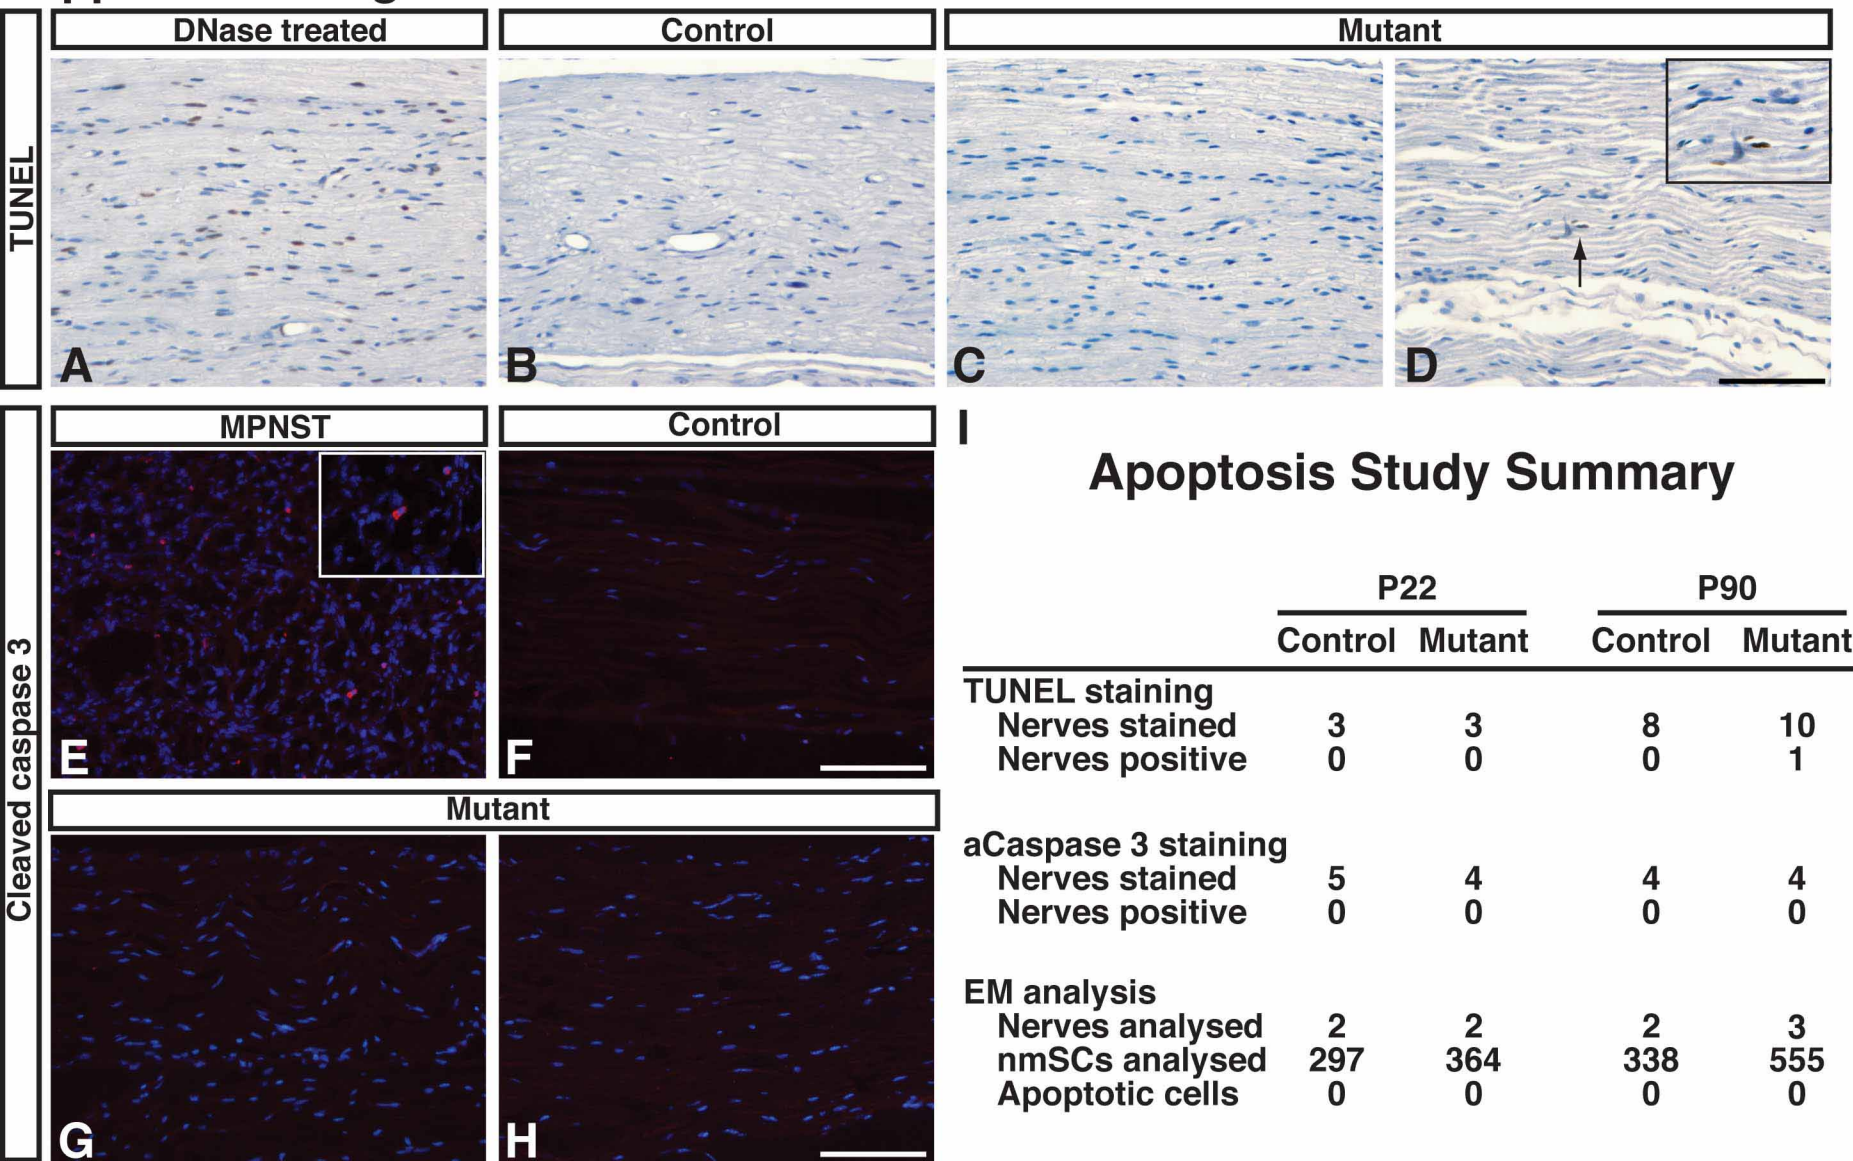 DNase treated
Control
Mutant
TUNEL
A
B
C
D
MPNST
Control
Cleaved caspase 3
E
F
Mutant
G
H
I
Apoptosis Study Summary
P22 P90
Control Mutant Control Mutant
TUNEL staining
Nerves stained 3 3 8 10
Nerves positive 0 0 0 1
aCaspase 3 staining
Nerves stained 5 4 4 4
Nerves positive 0 0 0 0
EM analysis
Nerves analysed 2 2 2 3
nmSCs analysed 297 364 338 555
Apoptotic cells 0 0 0 0